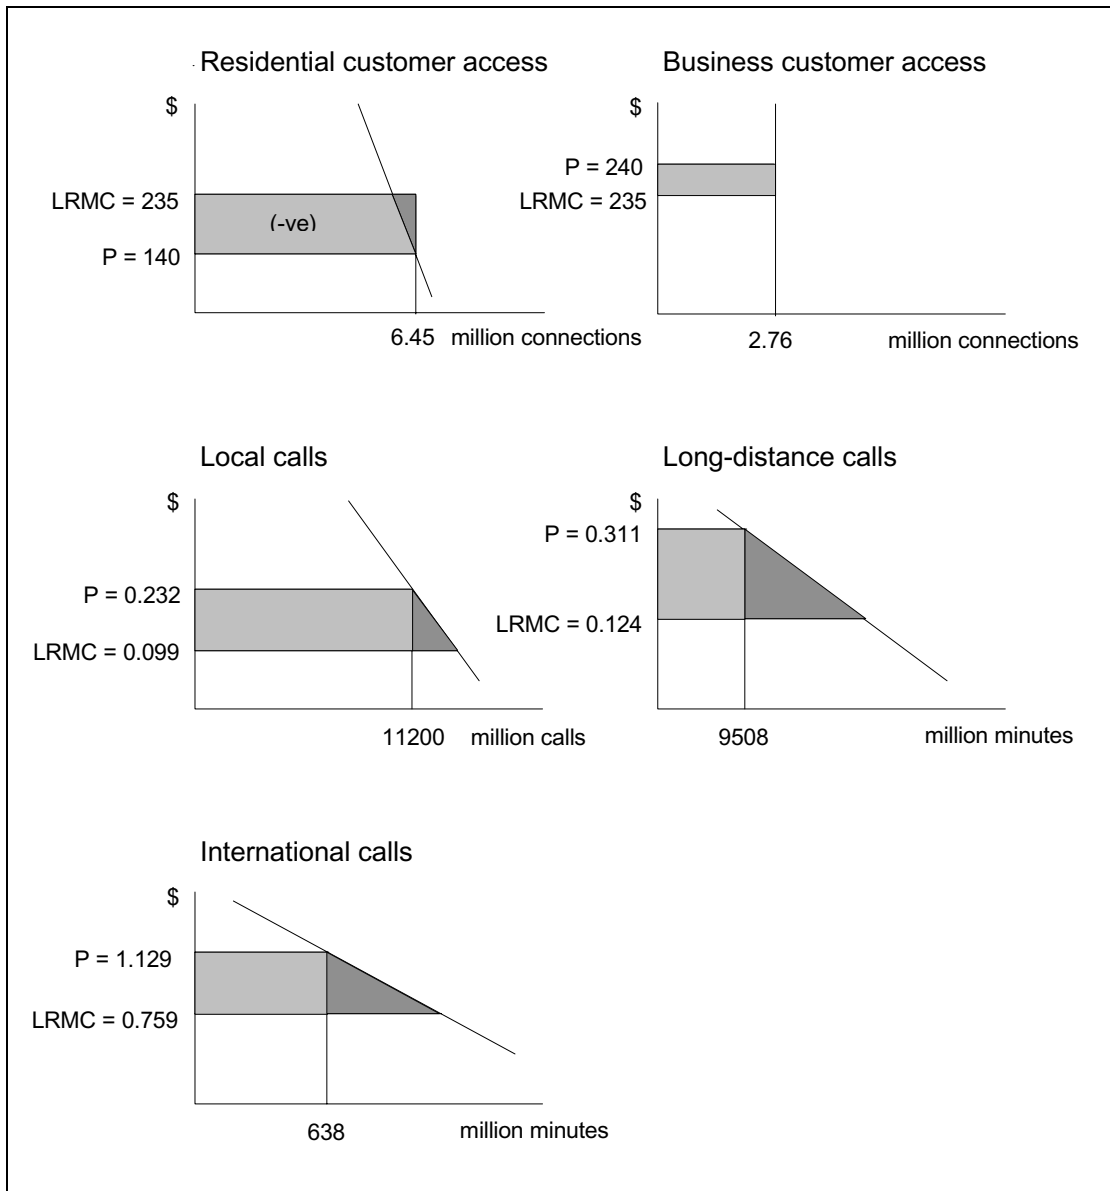 Residential customer access
$
LRMC = 235
(-ve)
P = 140
6.45 million connections
Business customer access
$
P = 240
LRMC = 235
2.76 million connections
Local calls
$
P = 0.232
LRMC = 0.099
11200 million calls
Long-distance calls
$
P = 0.311
LRMC = 0.124
9508 million minutes
International calls
$
P = 1.129
LRMC = 0.759
638 million minutes